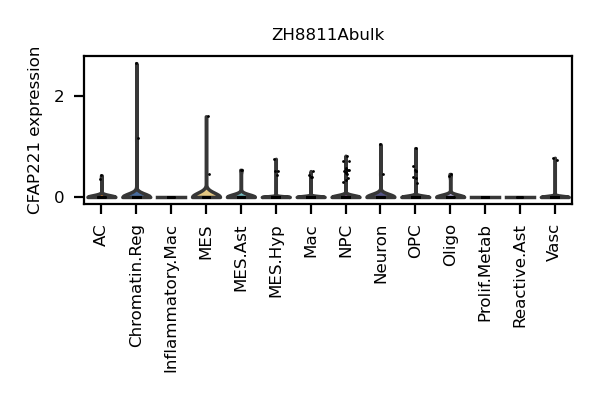 ZH8811Abulk
CFAP221 expression
2
0
AC
Chromatin.Reg
Inflammatory.Mac
MES
MES.Ast
MES.Hyp
Mac
NPC
Neuron
OPC
Oligo
Prolif.Metab
Reactive.Ast
Vasc